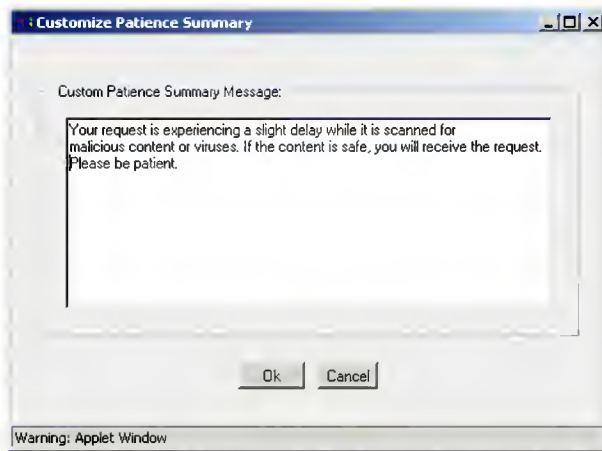 Customize Patience Summary
Custom Patience Summary Message:
Your request is experiencing a slight delay while it is scanned for
malicious content or viruses. If the content is safe, you will receive the request.
Please be patient.
Ok Cancel
Warning: Applet Window